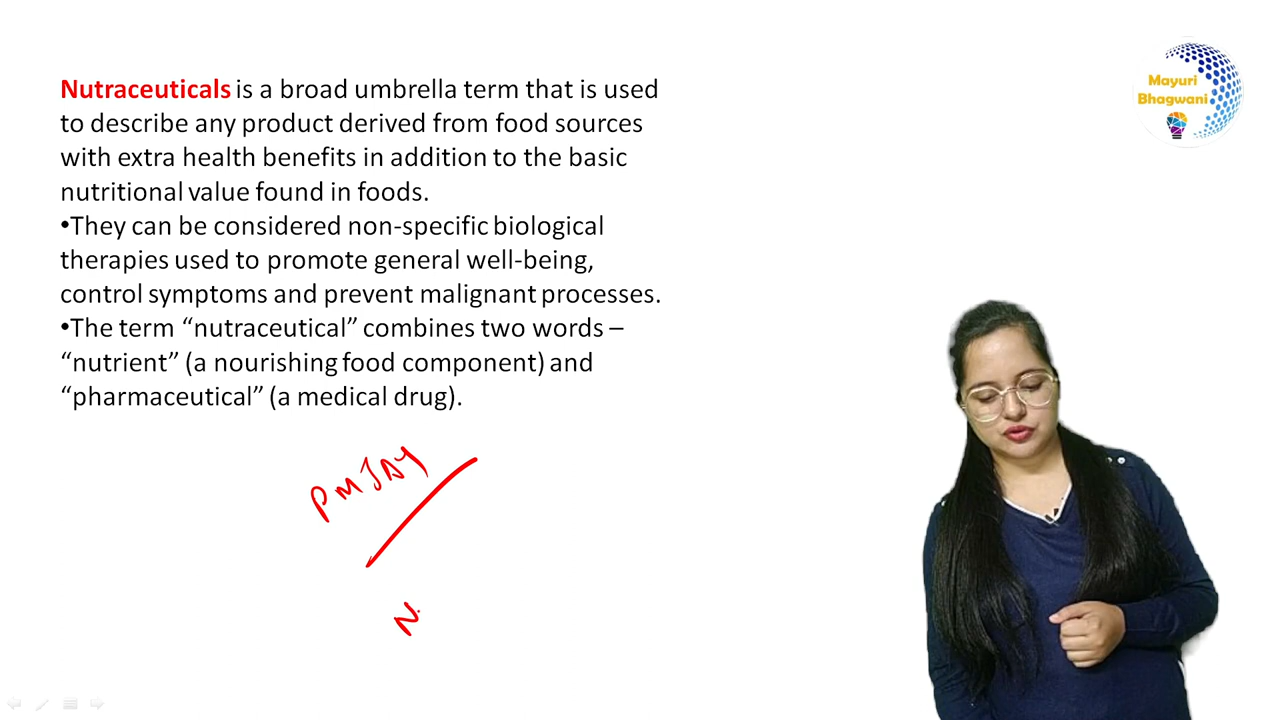 Nutraceuticals is a broad umbrella term that is used
to describe any product derived from food sources
with extra health benefits in addition to the basic
nutritional value found in foods.
•They can be considered non-specific biological
therapies used to promote general well-being,
control symptoms and prevent malignant processes.
•The term “nutraceutical” combines two words –
“nutrient” (a nourishing food component) and
“pharmaceutical” (a medical drug).
PMJAY
N
Mayuri
Bhagwani